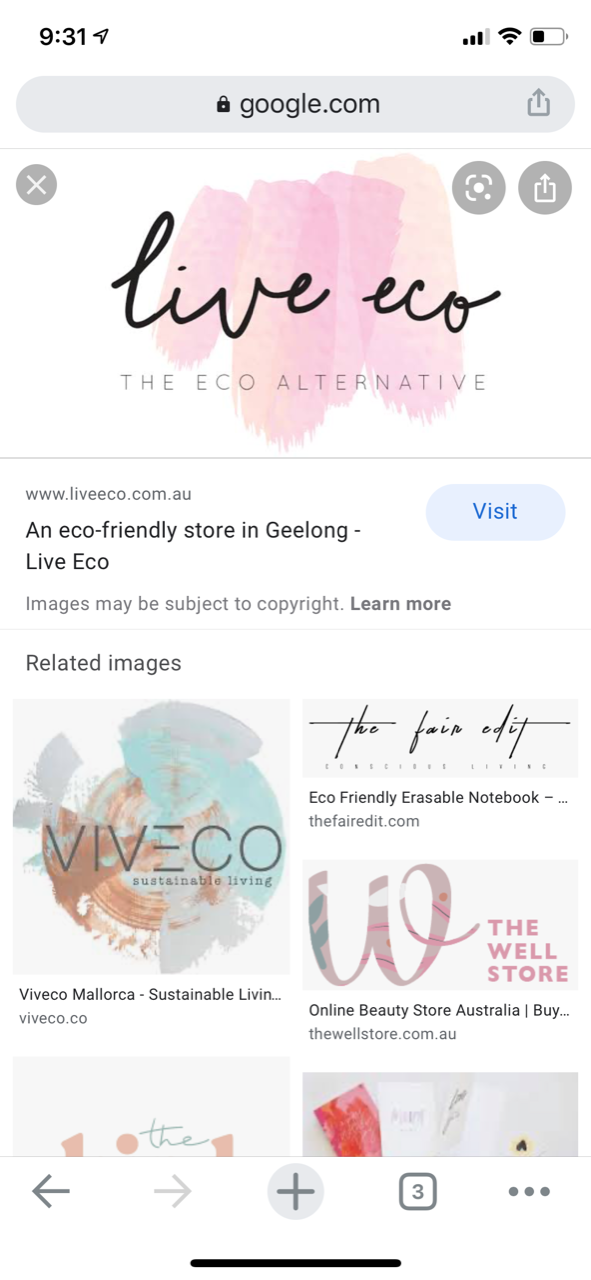 9:31
google.com
live eco
THE ECO ALTERNATIVE
www.liveeco.com.au
An eco-friendly store in Geelong -
Live Eco
Visit
Images may be subject to copyright. Learn more
Related images
VIVECO
sustainable living
Viveco Mallorca - Sustainable Livin...
viveco.co
the fair edit
CONSCIOUS LIVING
Eco Friendly Erasable Notebook – ...
thefairedit.com
W
THE
WELL
STORE
Online Beauty Store Australia | Buy...
thewellstore.com.au
the
3